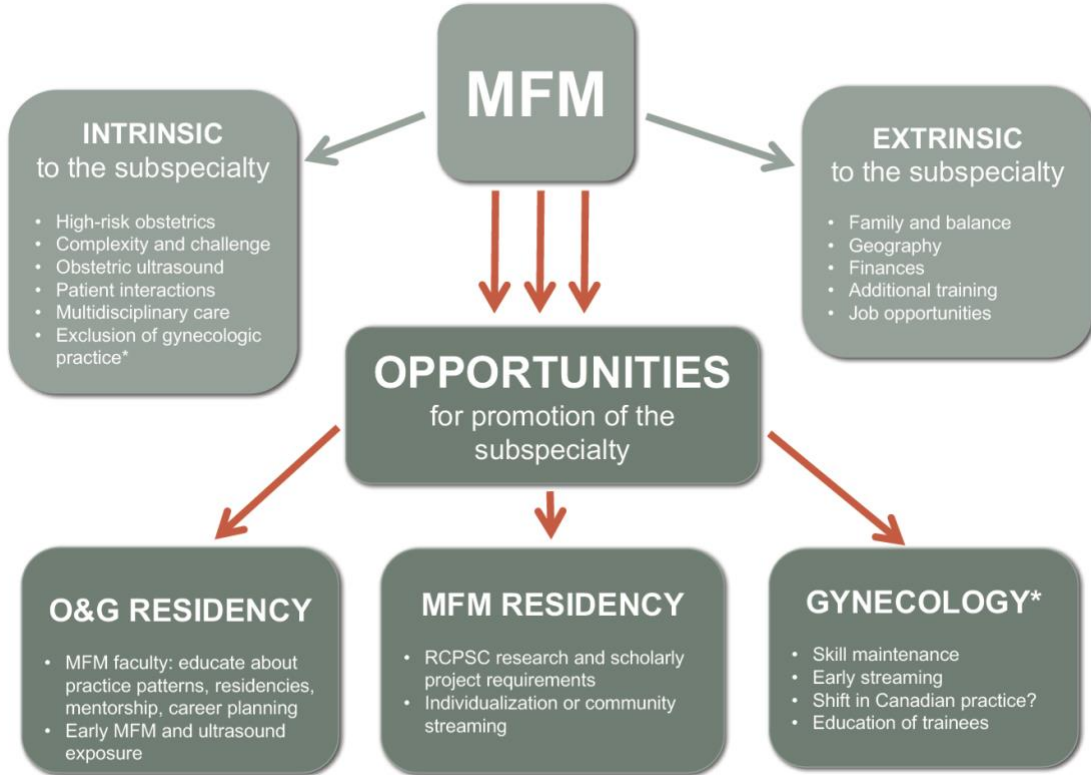 MFM
INTRINSIC
to the subspecialty
• High-risk obstetrics
• Complexity and challenge
• Obstetric ultrasound
• Patient interactions
• Multidisciplinary care
• Exclusion of gynecologic
practice*
EXTRINSIC
to the subspecialty
• Family and balance
• Geography
• Finances
• Additional training
• Job opportunities
OPPORTUNITIES
for promotion of the
subspecialty
O&G RESIDENCY
• MFM faculty: educate about
practice patterns, residencies,
mentorship, career planning
• Early MFM and ultrasound
exposure
MFM RESIDENCY
• RCPSC research and scholarly
project requirements
• Individualization or community
streaming
GYNECOLOGY*
• Skill maintenance
• Early streaming
• Shift in Canadian practice?
• Education of trainees